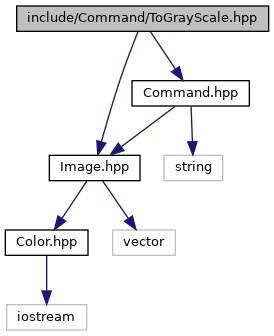 include/Command/ToGrayScale.hpp
Command.hpp
Image.hpp
string
Color.hpp
vector
iostream